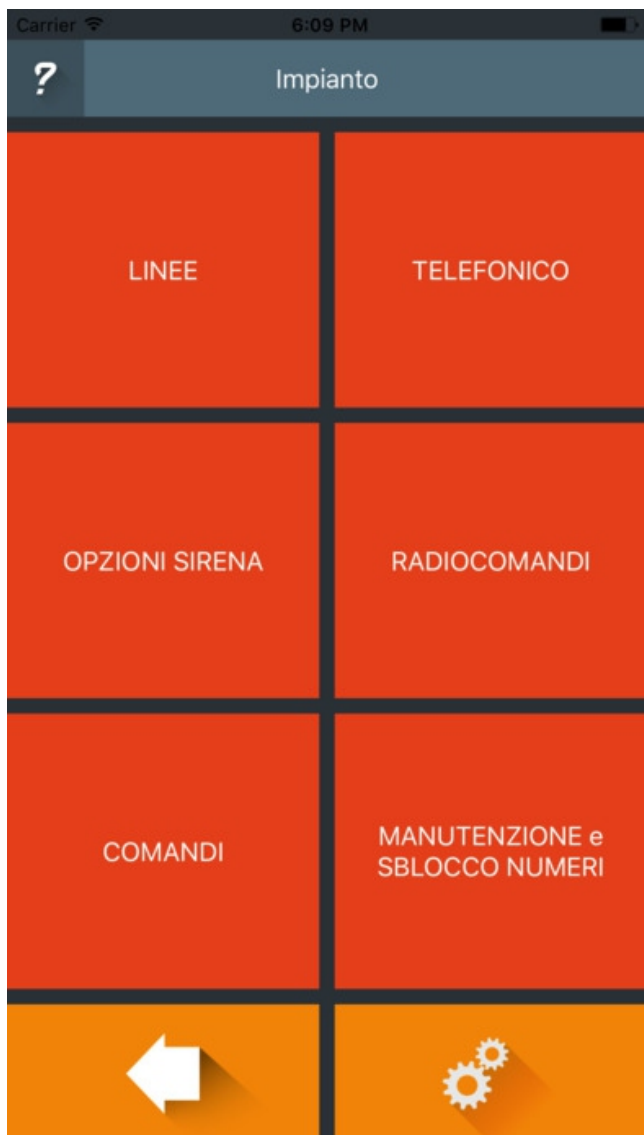 Carrier
6:09 PM
?
Impianto
LINEE
TELEFONICO
OPZIONI SIRENA
RADIOCOMANDI
COMANDI
MANUTENZIONE e
SBLOCCO NUMERI